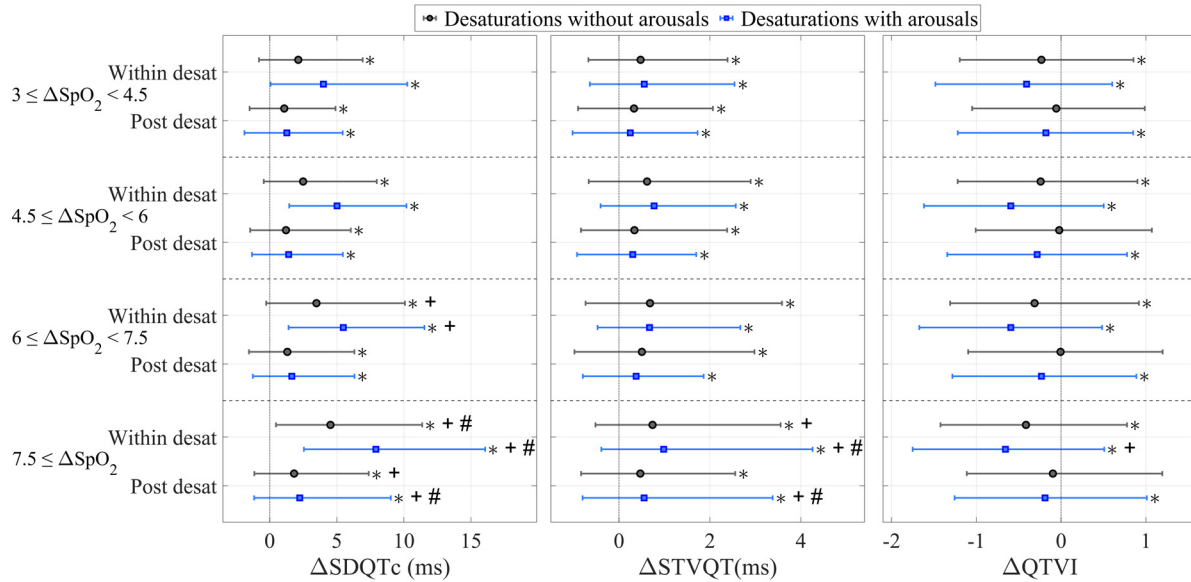 Desaturations without arousals Desaturations with arousals
Within desat
3 ≤ ΔSpO₂ < 4.5
Post desat
* * *
* * *
* *
* * *
Within desat
4.5 ≤ ΔSpO₂ < 6
Post desat
* * *
* * *
* *
* * *
Within desat
6 ≤ ΔSpO₂ < 7.5
Post desat
* + * *
* + * *
* *
* * *
Within desat
7.5 ≤ ΔSpO₂
Post desat
* + # * + *
* + # * + # * +
* + *
* + # * + # *
0 5 10 15 0 2 4 -2 -1 0 1
ΔSDQTc (ms) ΔSTVQT(ms) ΔQTVI